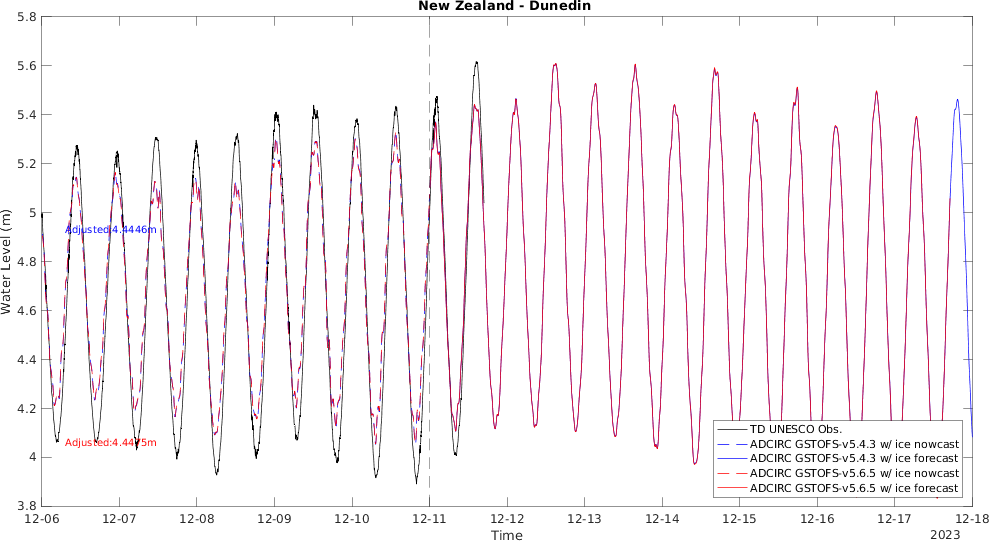 New Zealand - Dunedin
5.8
5.6
5.4
5.2
5
4.8
4.6
4.4
4.2
4
3.8
Water Level (m)
Adjusted:4.4446m
Adjusted:4.4475m
TD UNESCO Obs.
ADCIRC GSTOFS-v5.4.3 w/ ice nowcast
ADCIRC GSTOFS-v5.4.3 w/ ice forecast
ADCIRC GSTOFS-v5.6.5 w/ ice nowcast
ADCIRC GSTOFS-v5.6.5 w/ ice forecast
12-06 12-07 12-08 12-09 12-10 12-11 12-12 12-13 12-14 12-15 12-16 12-17 12-18
Time
2023